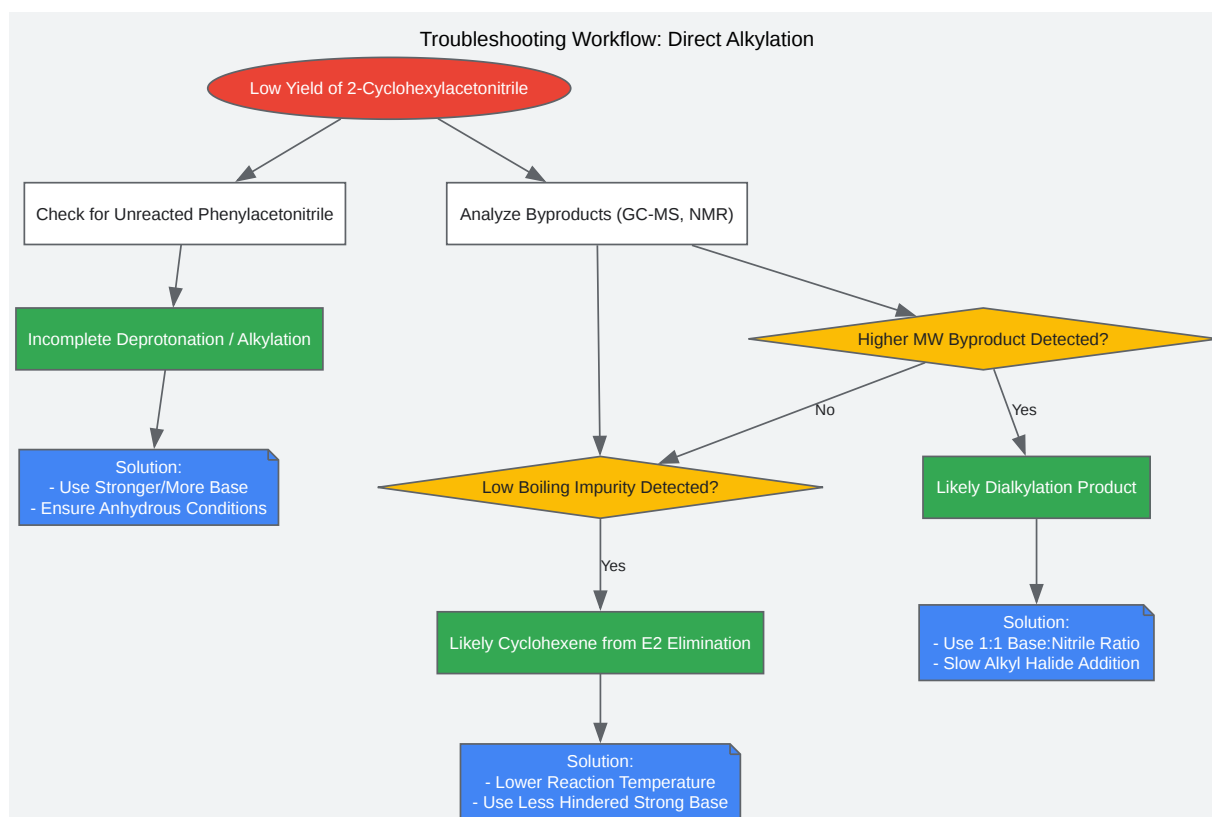 Troubleshooting Workflow: Direct Alkylation
Low Yield of 2-Cyclohexylacetonitrile
Check for Unreacted Phenylacetonitrile
Analyze Byproducts (GC-MS, NMR)
Incomplete Deprotonation / Alkylation
Higher MW Byproduct Detected?
No
Yes
Solution:
- Use Stronger/More Base
- Ensure Anhydrous Conditions
Low Boiling Impurity Detected?
Likely Dialkylation Product
Yes
Likely Cyclohexene from E2 Elimination
Solution:
- Use 1:1 Base:Nitrile Ratio
- Slow Alkyl Halide Addition
Solution:
- Lower Reaction Temperature
- Use Less Hindered Strong Base